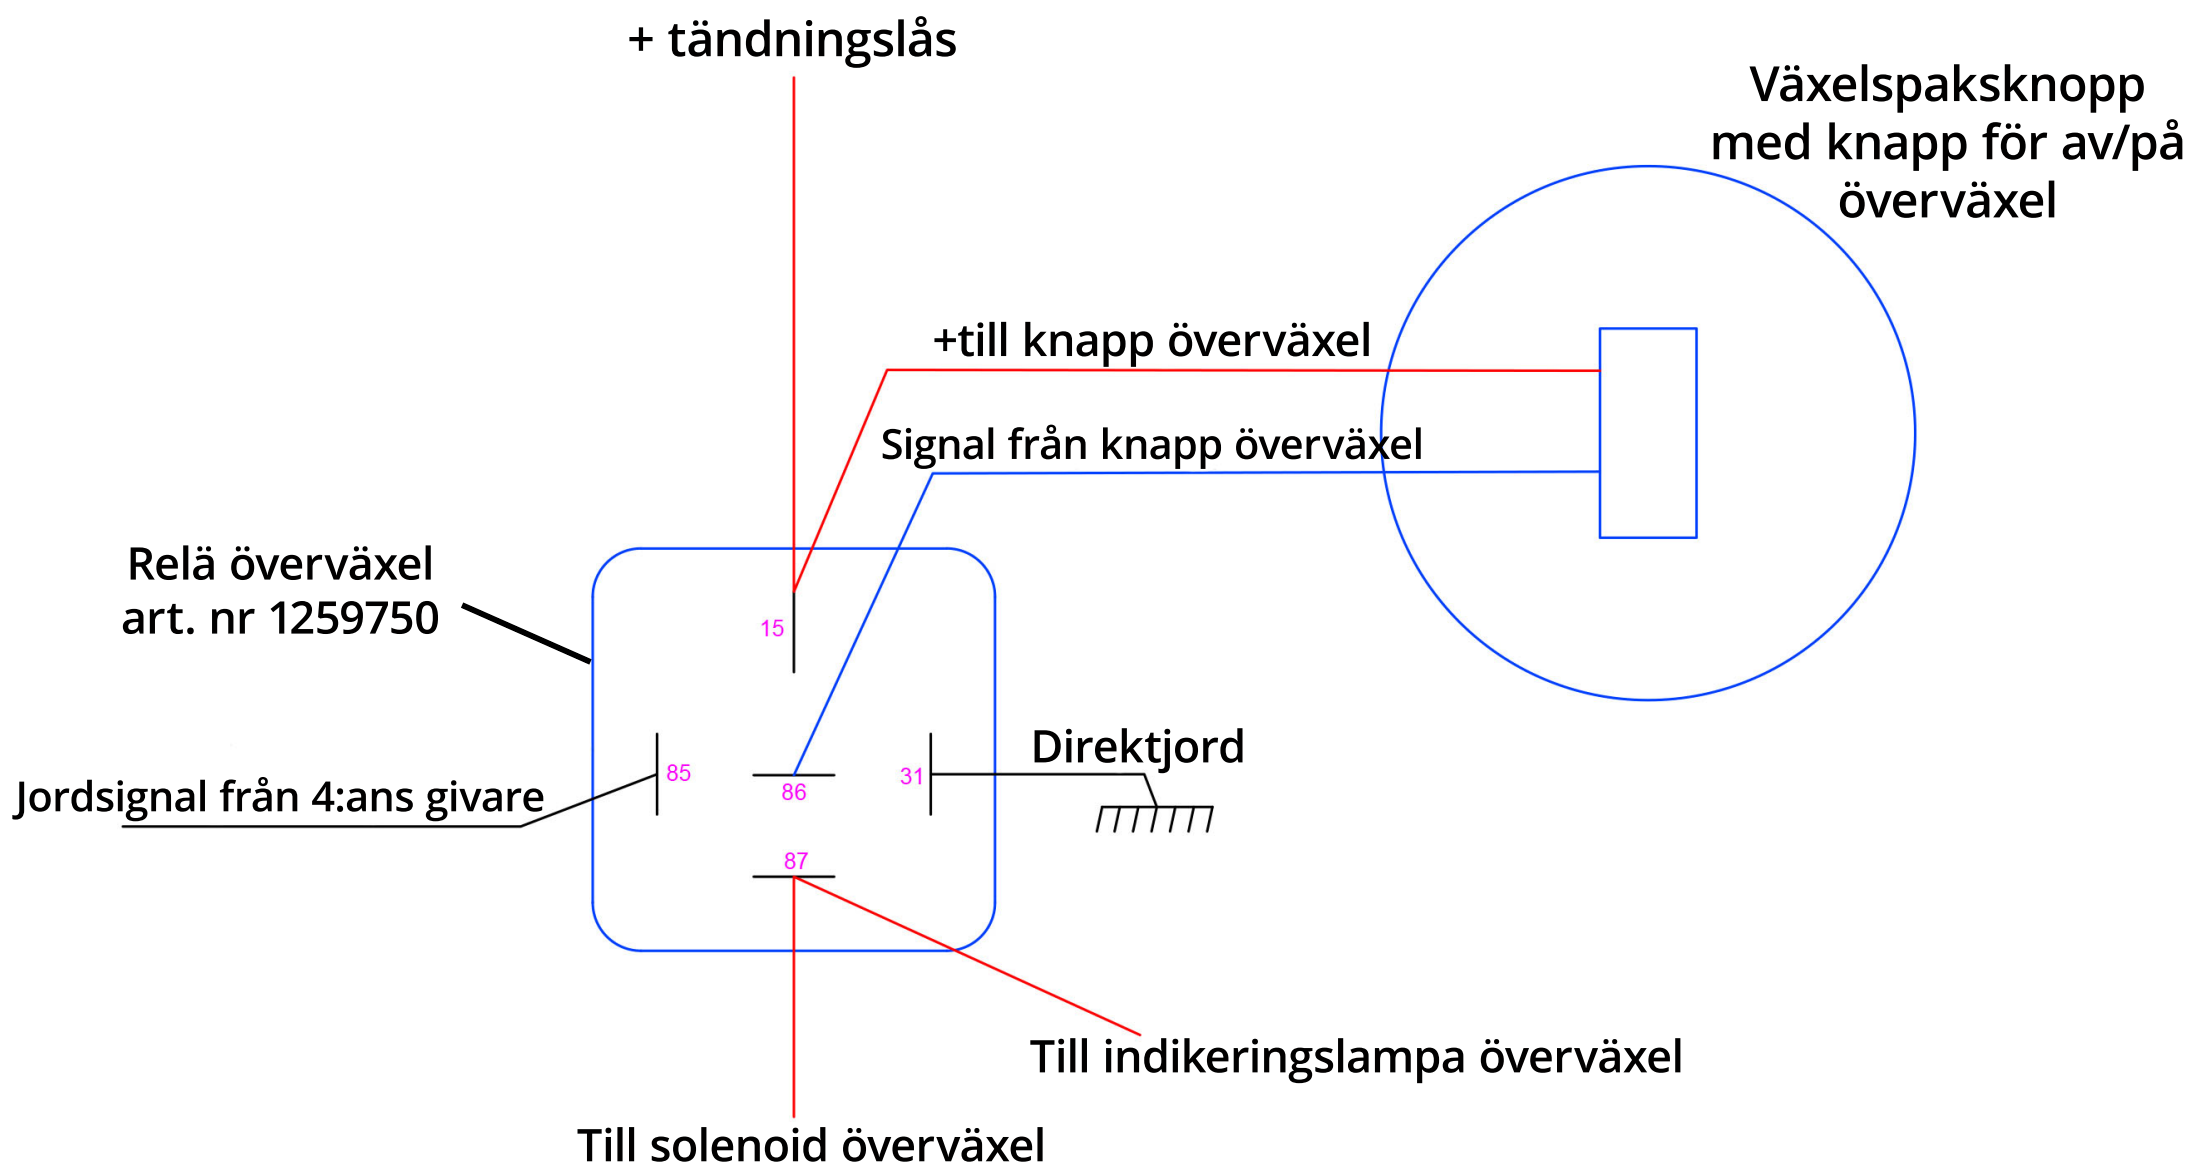 + tändningslås
Växelspaksknopp
med knapp för av/på
överväxel
+till knapp överväxel
Signal från knapp överväxel
Relä överväxel
art. nr 1259750
15
Direktjord
85
31
86
Jordsignal från 4:ans givare
87
Till indikeringslampa överväxel
Till solenoid överväxel